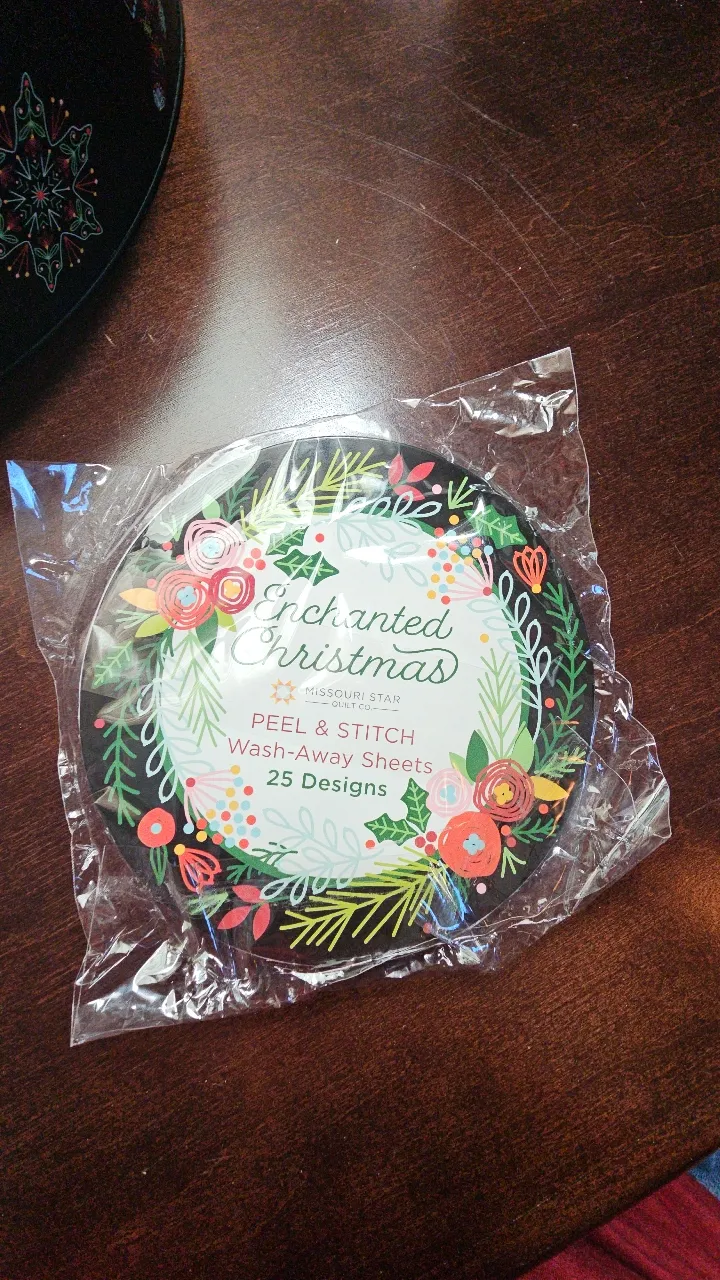 Enchanted
Christmas
MISSOURI STAR
QUILT CO.
PEEL & STITCH
Wash-Away Sheets
25 Designs